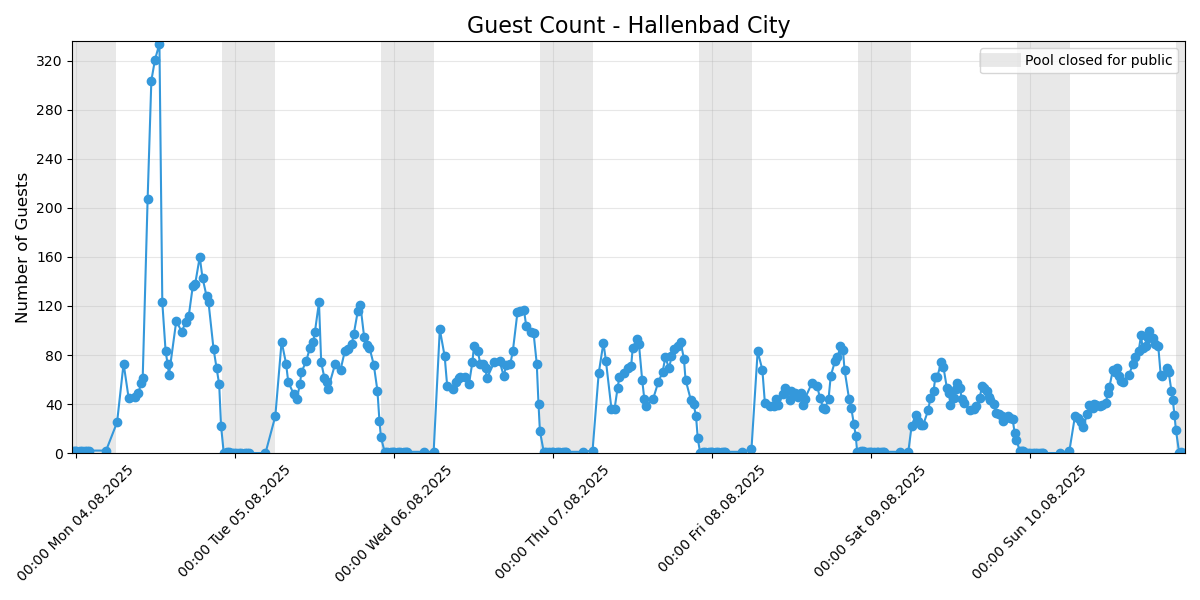 Guest Count - Hallenbad City
Pool closed for public
Number of Guests
320
280
240
200
160
120
80
40
0
00:00 Mon 04.08.2025
00:00 Tue 05.08.2025
00:00 Wed 06.08.2025
00:00 Thu 07.08.2025
00:00 Fri 08.08.2025
00:00 Sat 09.08.2025
00:00 Sun 10.08.2025